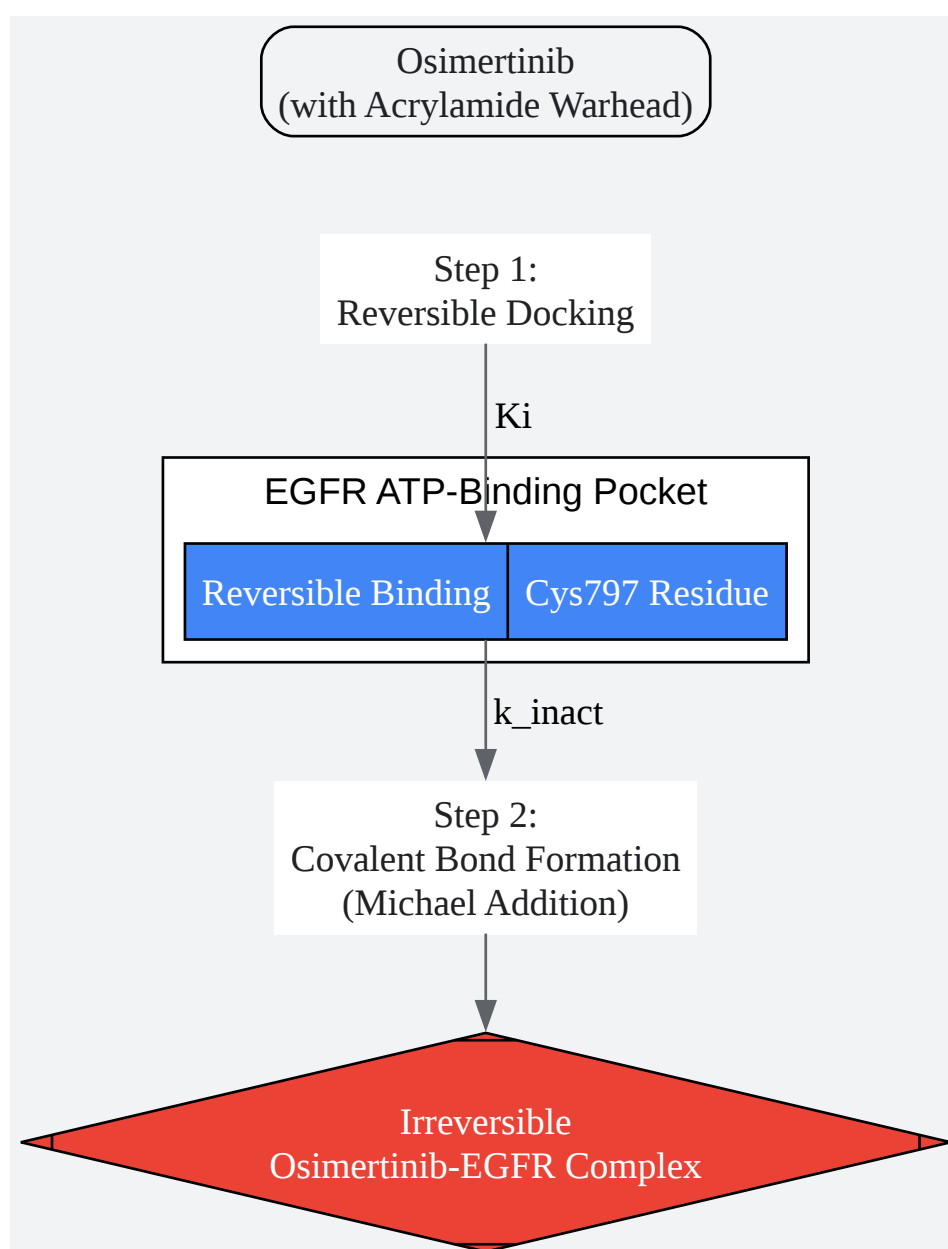 Osimertinib
(with Acrylamide Warhead)
Step 1:
Reversible Docking
Ki
EGFR ATP-Binding Pocket
Reversible Binding
Cys797 Residue
k_inact
Step 2:
Covalent Bond Formation
(Michael Addition)
Irreversible
Osimertinib-EGFR Complex